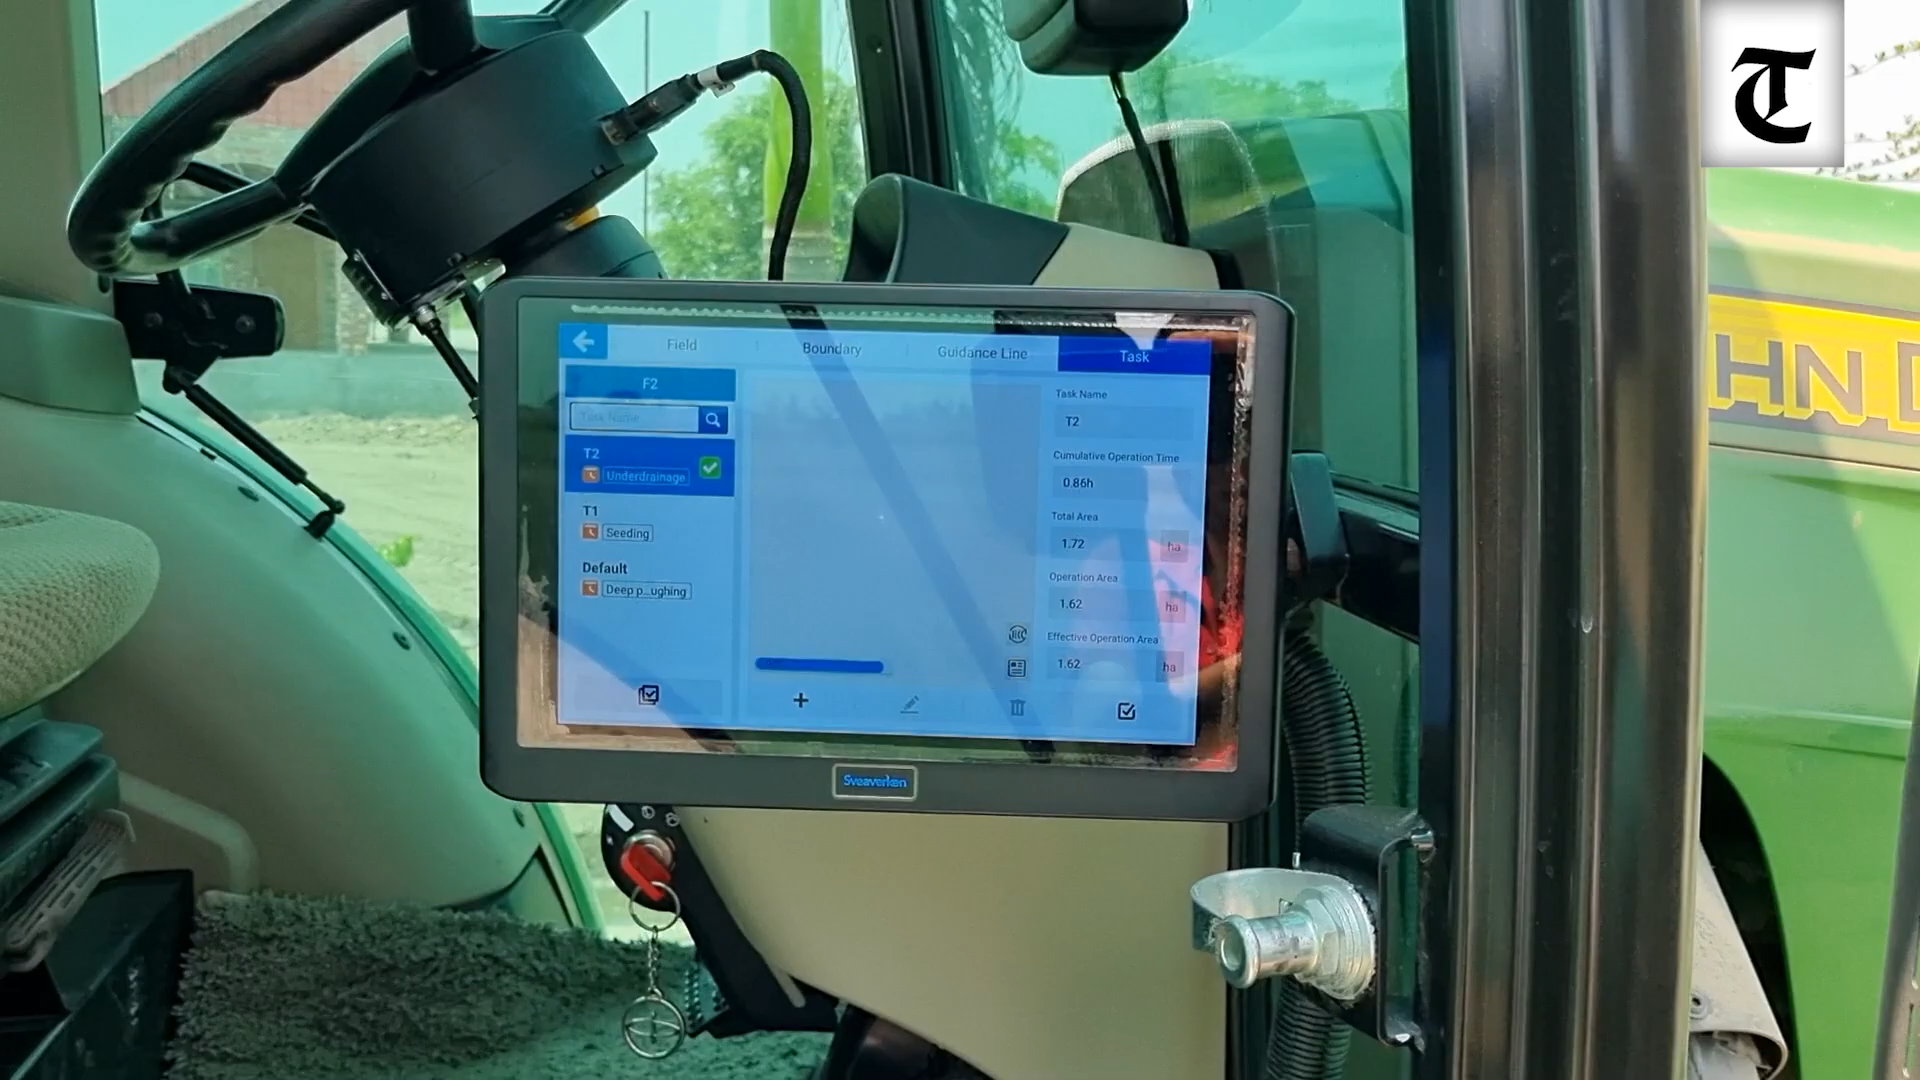 T
HN D
Field
Boundary
Guidance Line
Task
F2
Task Name
T2
Underdrainage
T1
Seeding
Default
Deep p...ughing
Task Name
T2
Cumulative Operation Time
0.86h
Total Area
1.72 ha
Operation Area
1.62 ha
Effective Operation Area
1.62 ha
Sveaverken